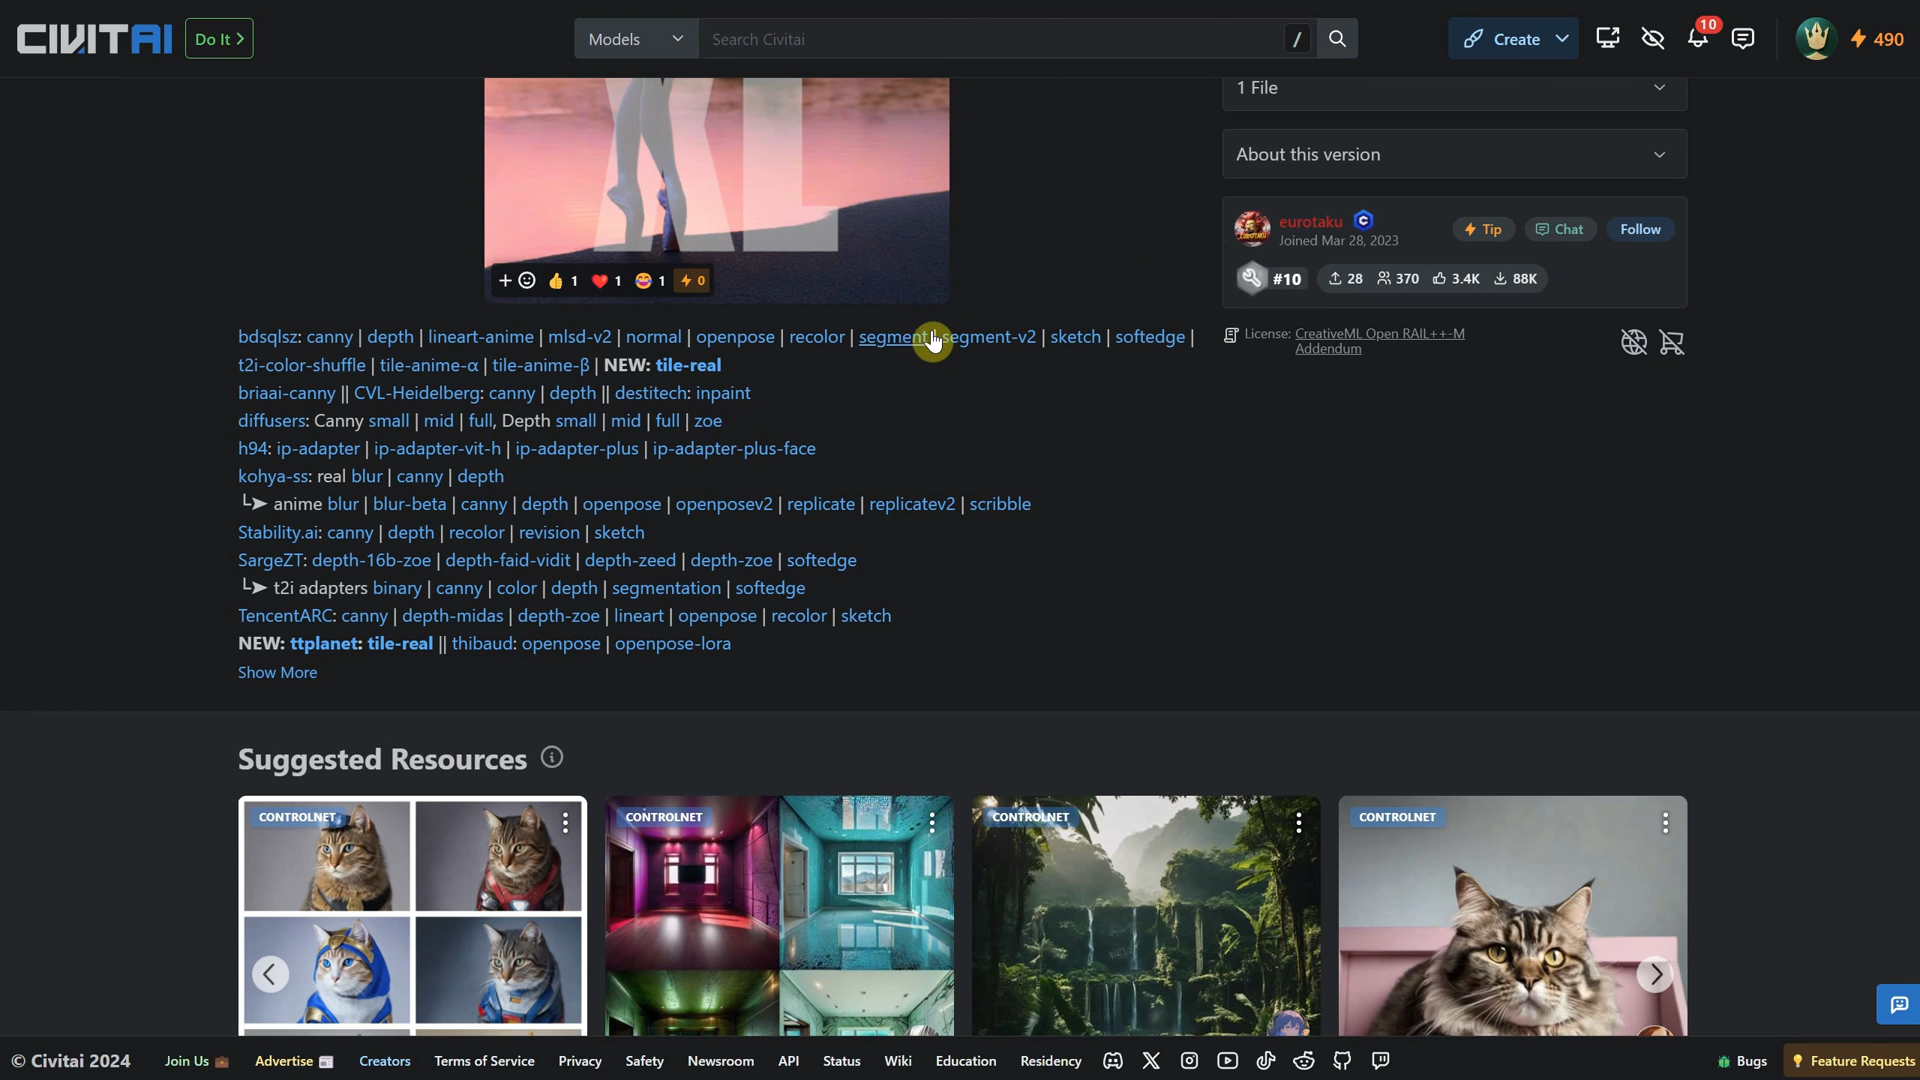 CIVITAI Do It > Models Search Civitai / Create 10 490
XL
1 File
About this version
eurotaku Tip Chat Follow
Joined Mar 28, 2023
#10 28 370 3.4K 88K
+ 1 1 1 0
License: CreativeML Open RAIL++-M
Addendum
bdsqlsz: canny | depth | lineart-anime | mlsd-v2 | normal | openpose | recolor | segment | segment-v2 | sketch | softedge |
t2i-color-shuffle | tile-anime-α | tile-anime-β | NEW: tile-real
briaai-canny || CVL-Heidelberg: canny | depth || destitech: inpaint
diffusers: Canny small | mid | full, Depth small | mid | full | zoe
h94: ip-adapter | ip-adapter-vit-h | ip-adapter-plus | ip-adapter-plus-face
kohya-ss: real blur | canny | depth
╰➤ anime blur | blur-beta | canny | depth | openpose | openposev2 | replicate | replicatev2 | scribble
Stability.ai: canny | depth | recolor | revision | sketch
SargeZT: depth-16b-zoe | depth-faid-vidit | depth-zeed | depth-zoe | softedge
╰➤ t2i adapters binary | canny | color | depth | segmentation | softedge
TencentARC: canny | depth-midas | depth-zoe | lineart | openpose | recolor | sketch
NEW: ttplanet: tile-real || thibaud: openpose | openpose-lora
Show More
Suggested Resources
CONTROLNET CONTROLNET CONTROLNET CONTROLNET
© Civitai 2024 Join Us Advertise Creators Terms of Service Privacy Safety Newsroom API Status Wiki Education Residency Bugs Feature Requests